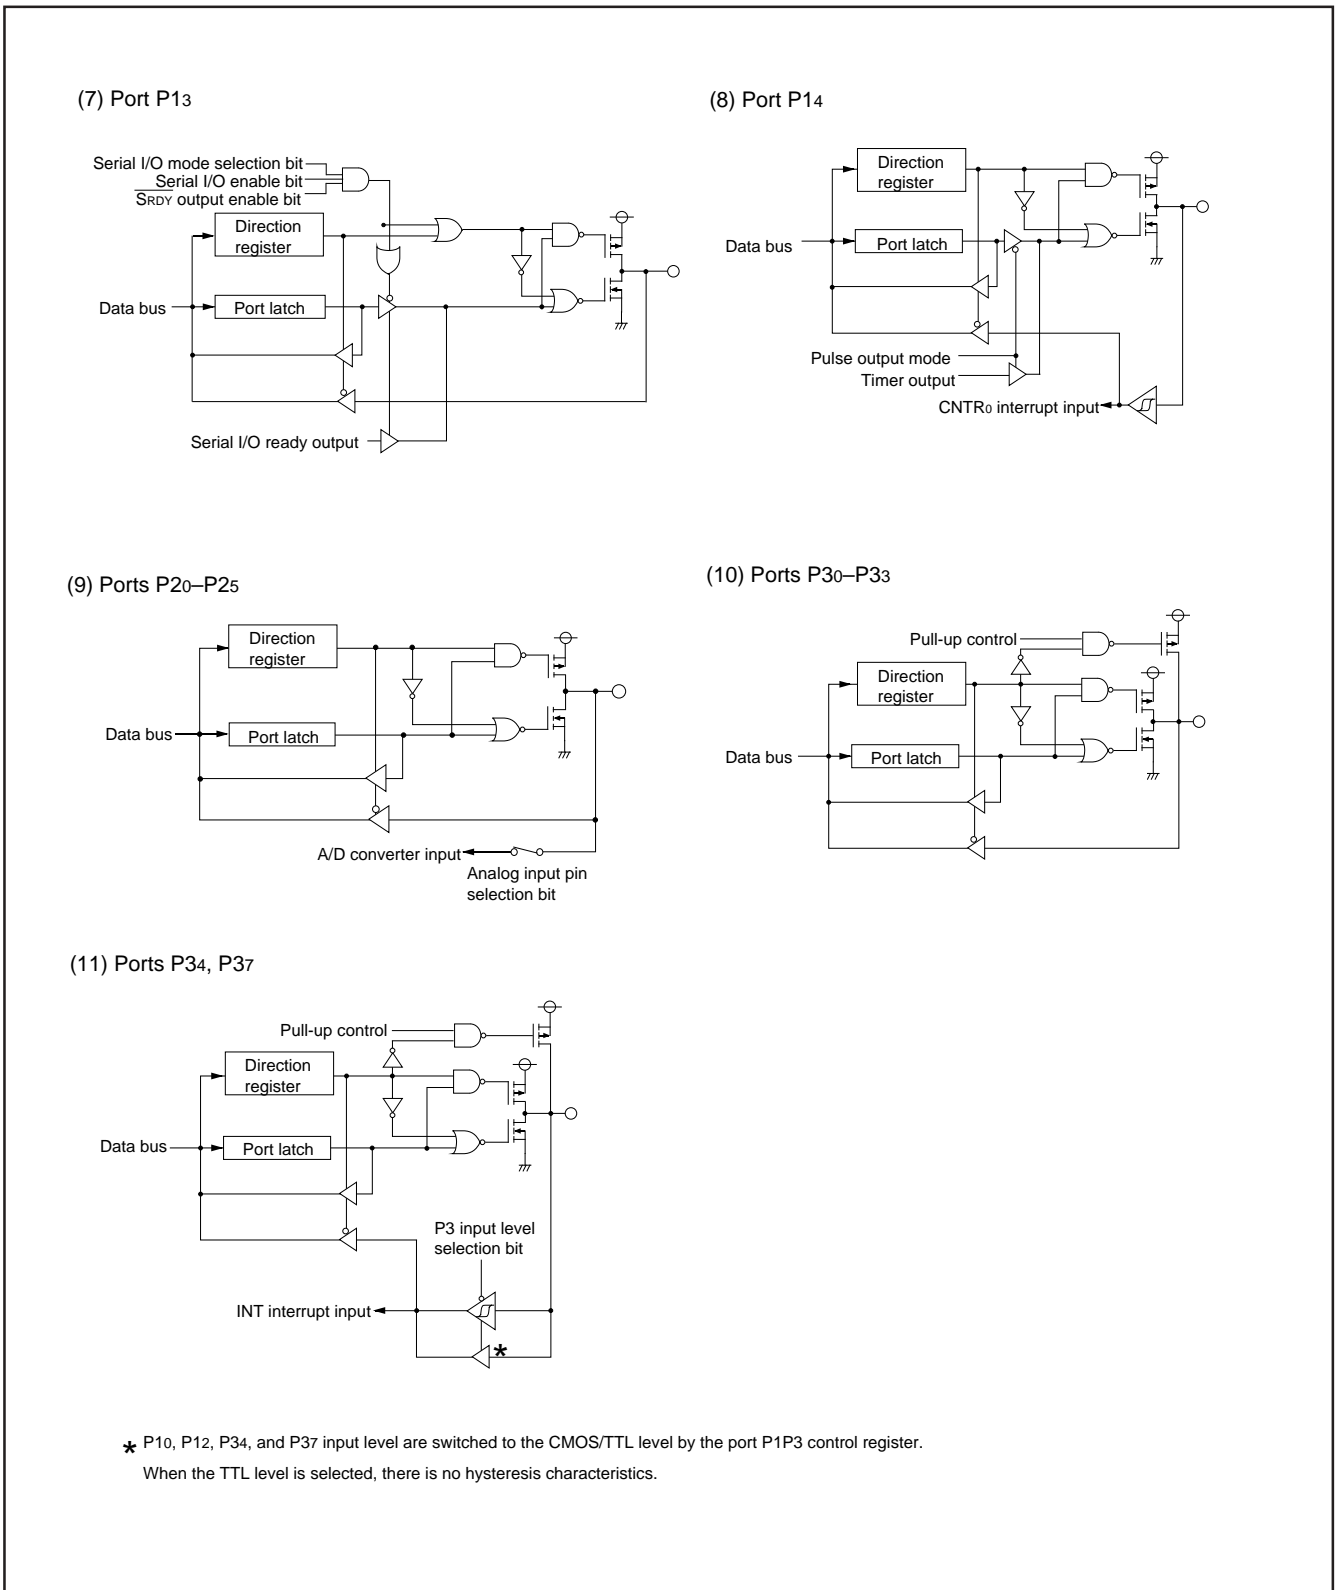 (7) Port P13
Serial I/O mode selection bit
Serial I/O enable bit
SRDY output enable bit
Direction
register
Data bus
Port latch
Serial I/O ready output
(8) Port P14
Direction
register
Data bus
Port latch
Pulse output mode
Timer output
CNTR0 interrupt input
(9) Ports P20–P25
Direction
register
Data bus
Port latch
A/D converter input
Analog input pin
selection bit
(10) Ports P30–P33
Pull-up control
Direction
register
Data bus
Port latch
(11) Ports P34, P37
Pull-up control
Direction
register
Data bus
Port latch
P3 input level
selection bit
INT interrupt input
*
* P10, P12, P34, and P37 input level are switched to the CMOS/TTL level by the port P1P3 control register.
When the TTL level is selected, there is no hysteresis characteristics.